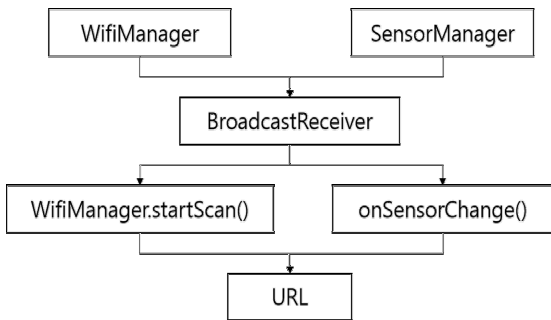 WifiManager
SensorManager
BroadcastReceiver
WifiManager.startScan()
onSensorChange()
URL